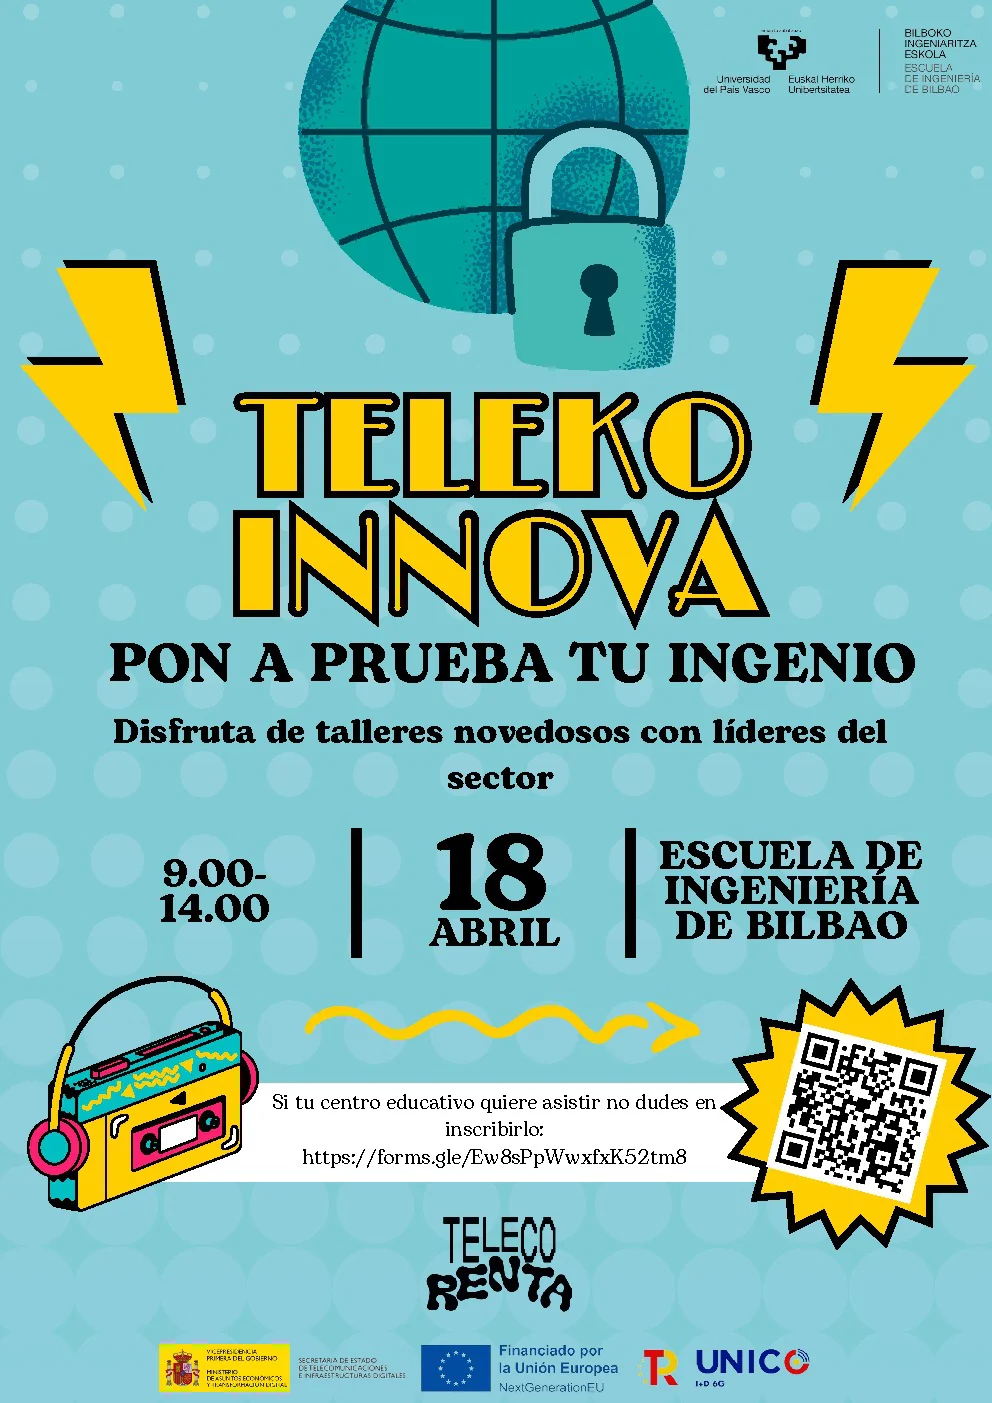 Universidad
del País Vasco
Euskal Herriko
Unibertsitatea
BILBOKO
INGENIARITZA
ESKOLA
ESCUELA
DE INGENIERÍA
DE BILBAO
TELEKO
INNOVA
PON A PRUEBA TU INGENIO
Disfruta de talleres novedosos con líderes del
sector
9.00-
14.00
18
ABRIL
ESCUELA DE
INGENIERÍA
DE BILBAO
Si tu centro educativo quiere asistir no dudes en
inscribirlo:
https://forms.gle/Ew8sPpWwxfxK52tm8
TELECO
RENTA
VICEPRESIDENCIA
PRIMERA DEL GOBIERNO
MINISTERIO
DE ASUNTOS ECONÓMICOS
Y TRANSFORMACIÓN DIGITAL
SECRETARÍA DE ESTADO
DE TELECOMUNICACIONES
E INFRAESTRUCTURAS DIGITALES
Financiado por
la Unión Europea
NextGenerationEU
TR
UNICO
I+D 6G